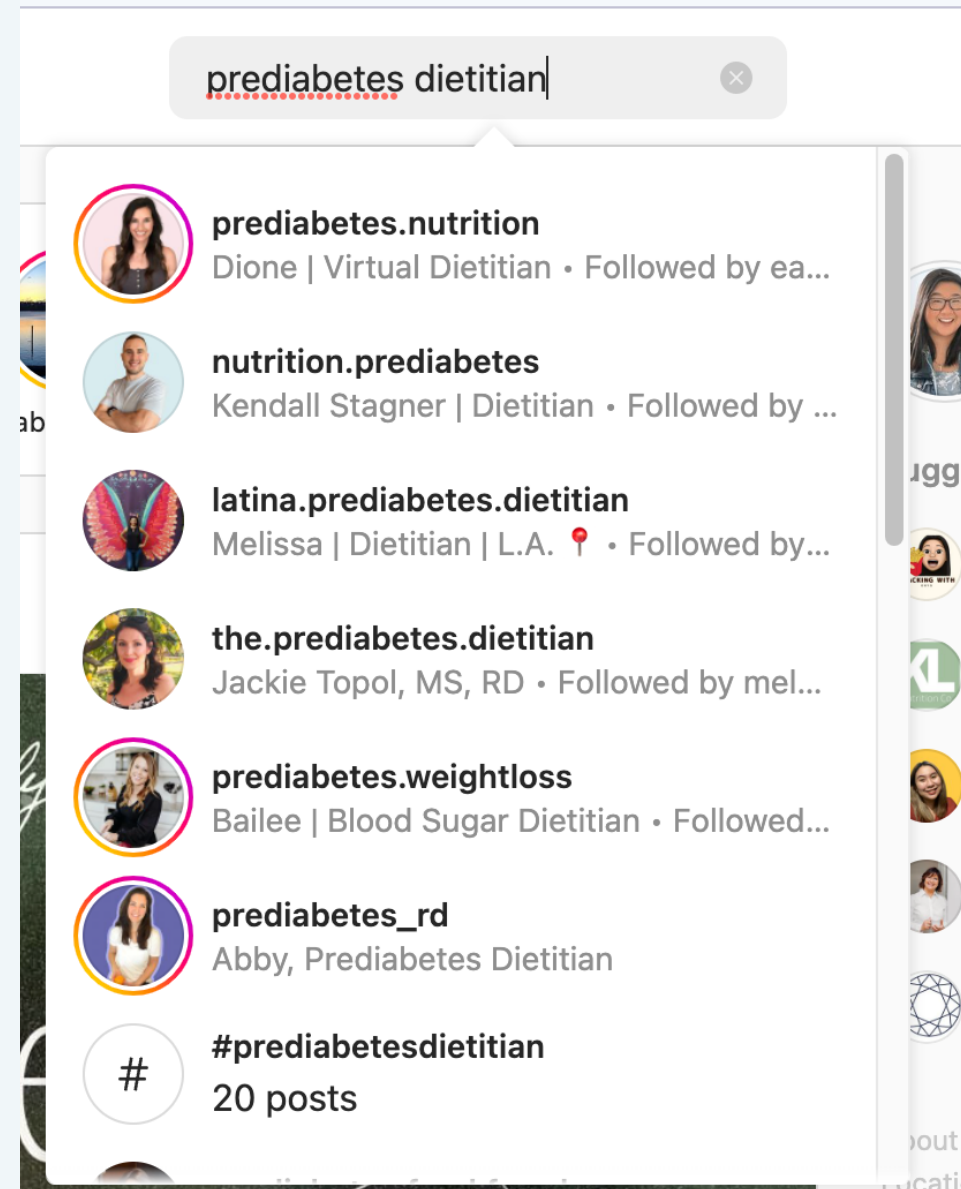 prediabetes dietitian
prediabetes.nutrition
Dione | Virtual Dietitian • Followed by ea...
nutrition.prediabetes
Kendall Stagner | Dietitian • Followed by ...
latina.prediabetes.dietitian
Melissa | Dietitian | L.A. 📍 • Followed by...
the.prediabetes.dietitian
Jackie Topol, MS, RD • Followed by mel...
prediabetes.weightloss
Bailee | Blood Sugar Dietitian • Followed...
prediabetes_rd
Abby, Prediabetes Dietitian
#
#prediabetesdietitian
20 posts